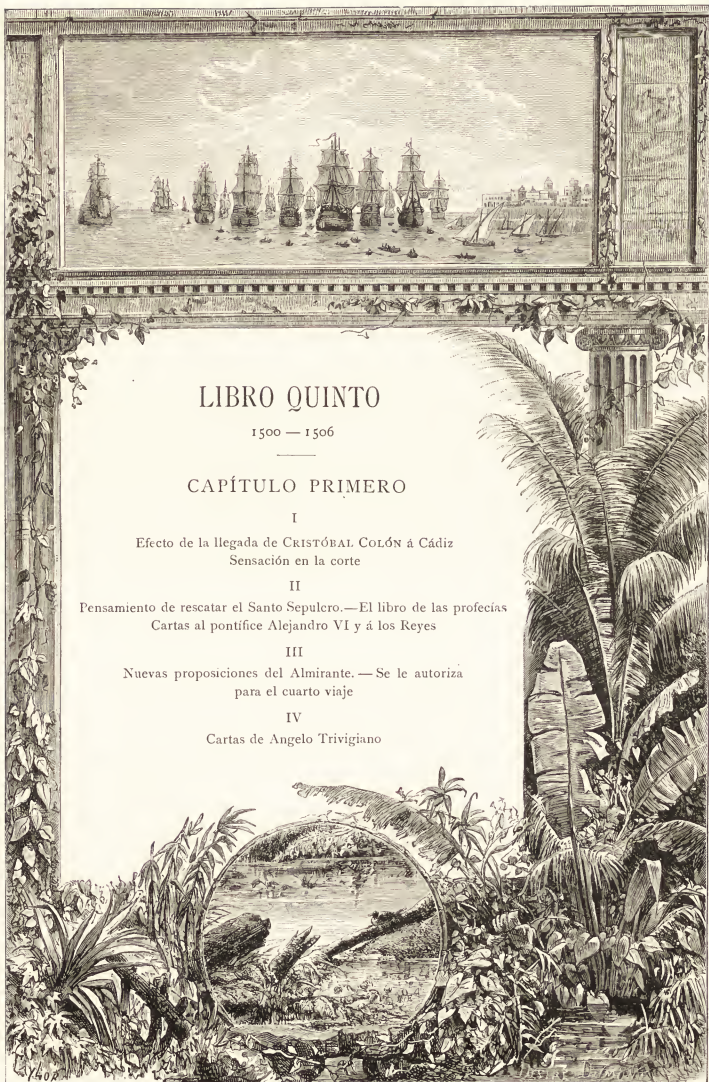 LIBRO QUINTO
1500 — 1506
CAPÍTULO PRIMERO
I
Efecto de la llegada de CRISTÓBAL COLÓN á Cádiz
Sensación en la corte
II
Pensamiento de rescatar el Santo Sepulcro.—El libro de las profecías
Cartas al pontífice Alejandro VI y á los Reyes
III
Nuevas proposiciones del Almirante. — Se le autoriza
para el cuarto viaje
IV
Cartas de Angelo Trivigiano